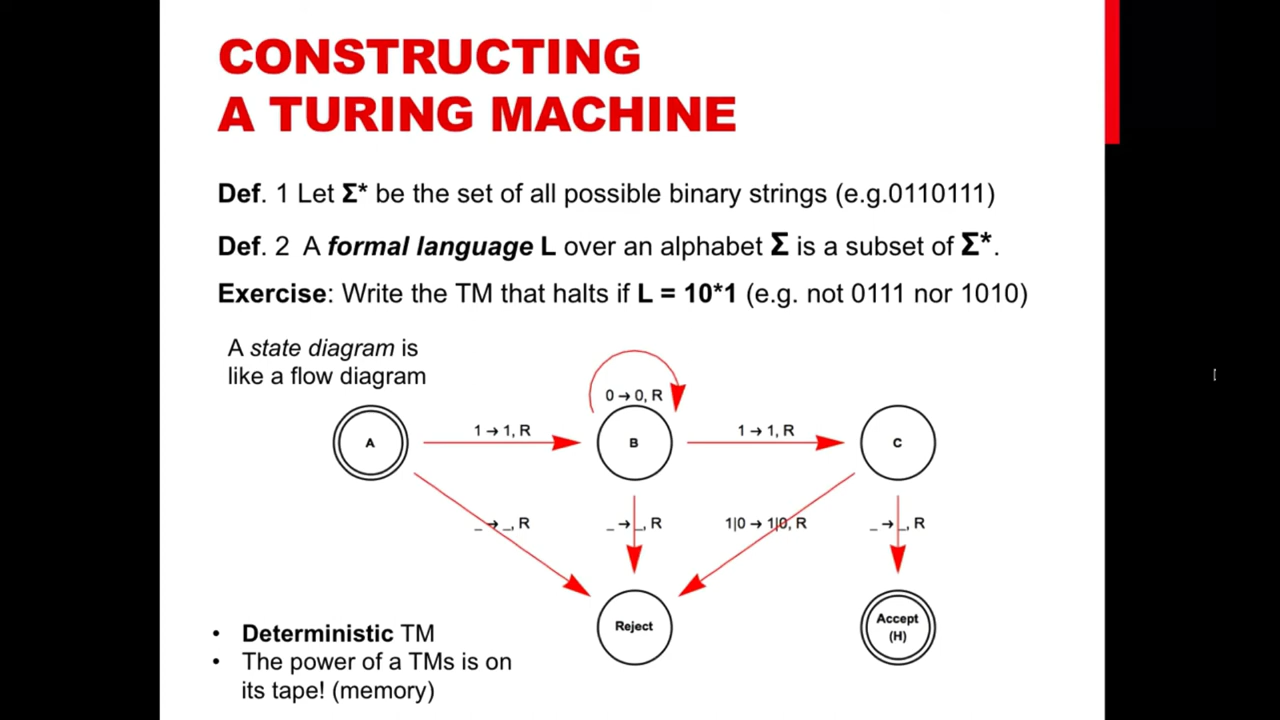 CONSTRUCTING
A TURING MACHINE
Def. 1 Let Σ* be the set of all possible binary strings (e.g.0110111)
Def. 2 A formal language L over an alphabet Σ is a subset of Σ*.
Exercise: Write the TM that halts if L = 10*1 (e.g. not 0111 nor 1010)
A state diagram is
like a flow diagram
0 → 0, R
1 → 1, R
1 → 1, R
A
B
C
_ → _, R
_ → _, R
1|0 → 1|0, R
_ → _, R
Reject
Accept
(H)
• Deterministic TM
• The power of a TMs is on
its tape! (memory)